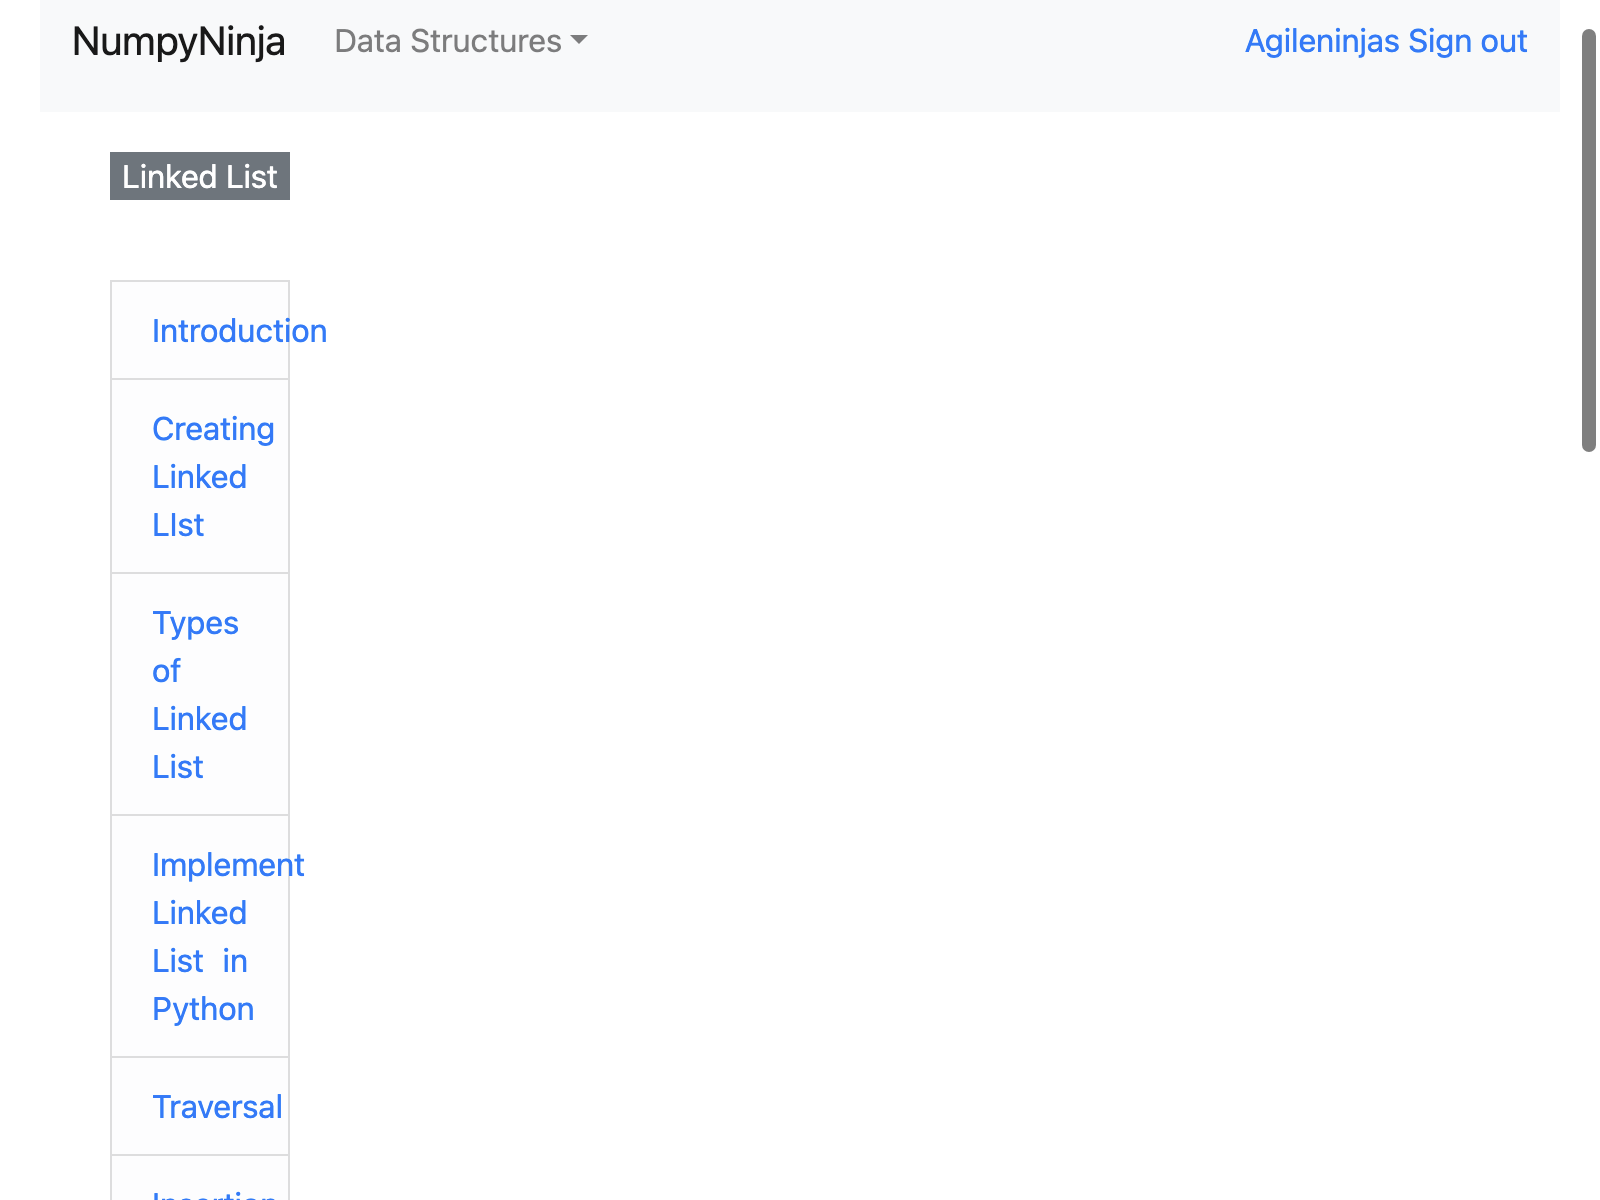 NumpyNinja Data Structures Agileninjas Sign out
Linked List
Introduction
Creating
Linked
LIst
Types
of
Linked
List
Implement
Linked
List in
Python
Traversal
Insertion